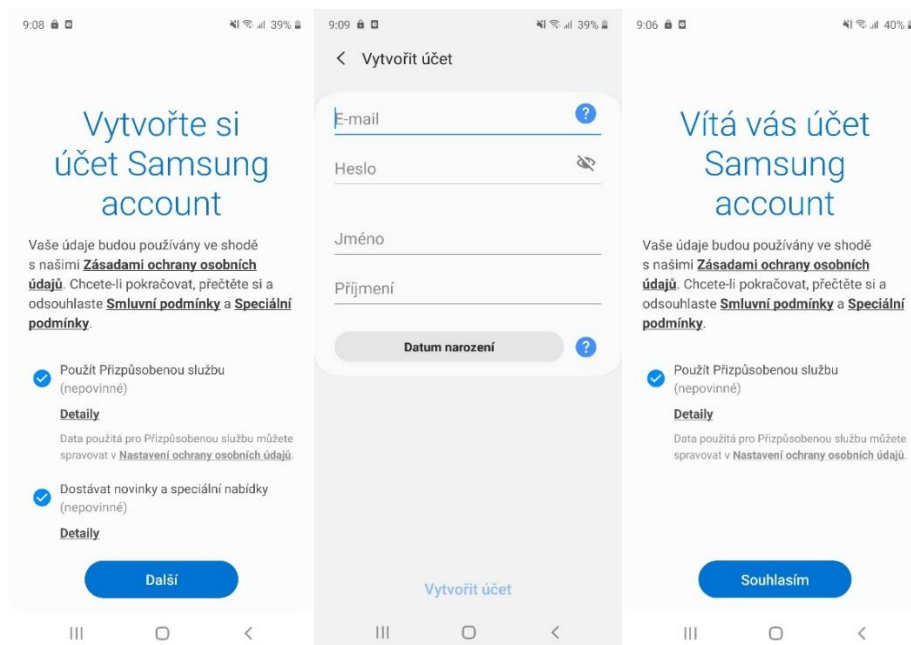 9:08
39%
Vytvořte si
účet Samsung
account
Vaše údaje budou používány ve shodě
s našimi Zásadami ochrany osobních
údajů. Chcete-li pokračovat, přečtěte si a
odsouhlaste Smluvní podmínky a Speciální
podmínky.
Použít Přizpůsobenou službu
(nepovinné)
Detaily
Data použitá pro Přizpůsobenou službu můžete
spravovat v Nastavení ochrany osobních údajů.
Dostávat novinky a speciální nabídky
(nepovinné)
Detaily
Další
9:09
39%
Vytvořit účet
E-mail
?
Heslo
Jméno
Příjmení
Datum narození
?
Vytvořit účet
9:06
40%
Vítá vás účet
Samsung
account
Vaše údaje budou používány ve shodě
s našimi Zásadami ochrany osobních
údajů. Chcete-li pokračovat, přečtěte si a
odsouhlaste Smluvní podmínky a Speciální
podmínky.
Použít Přizpůsobenou službu
(nepovinné)
Detaily
Data použitá pro Přizpůsobenou službu můžete
spravovat v Nastavení ochrany osobních údajů.
Souhlasím